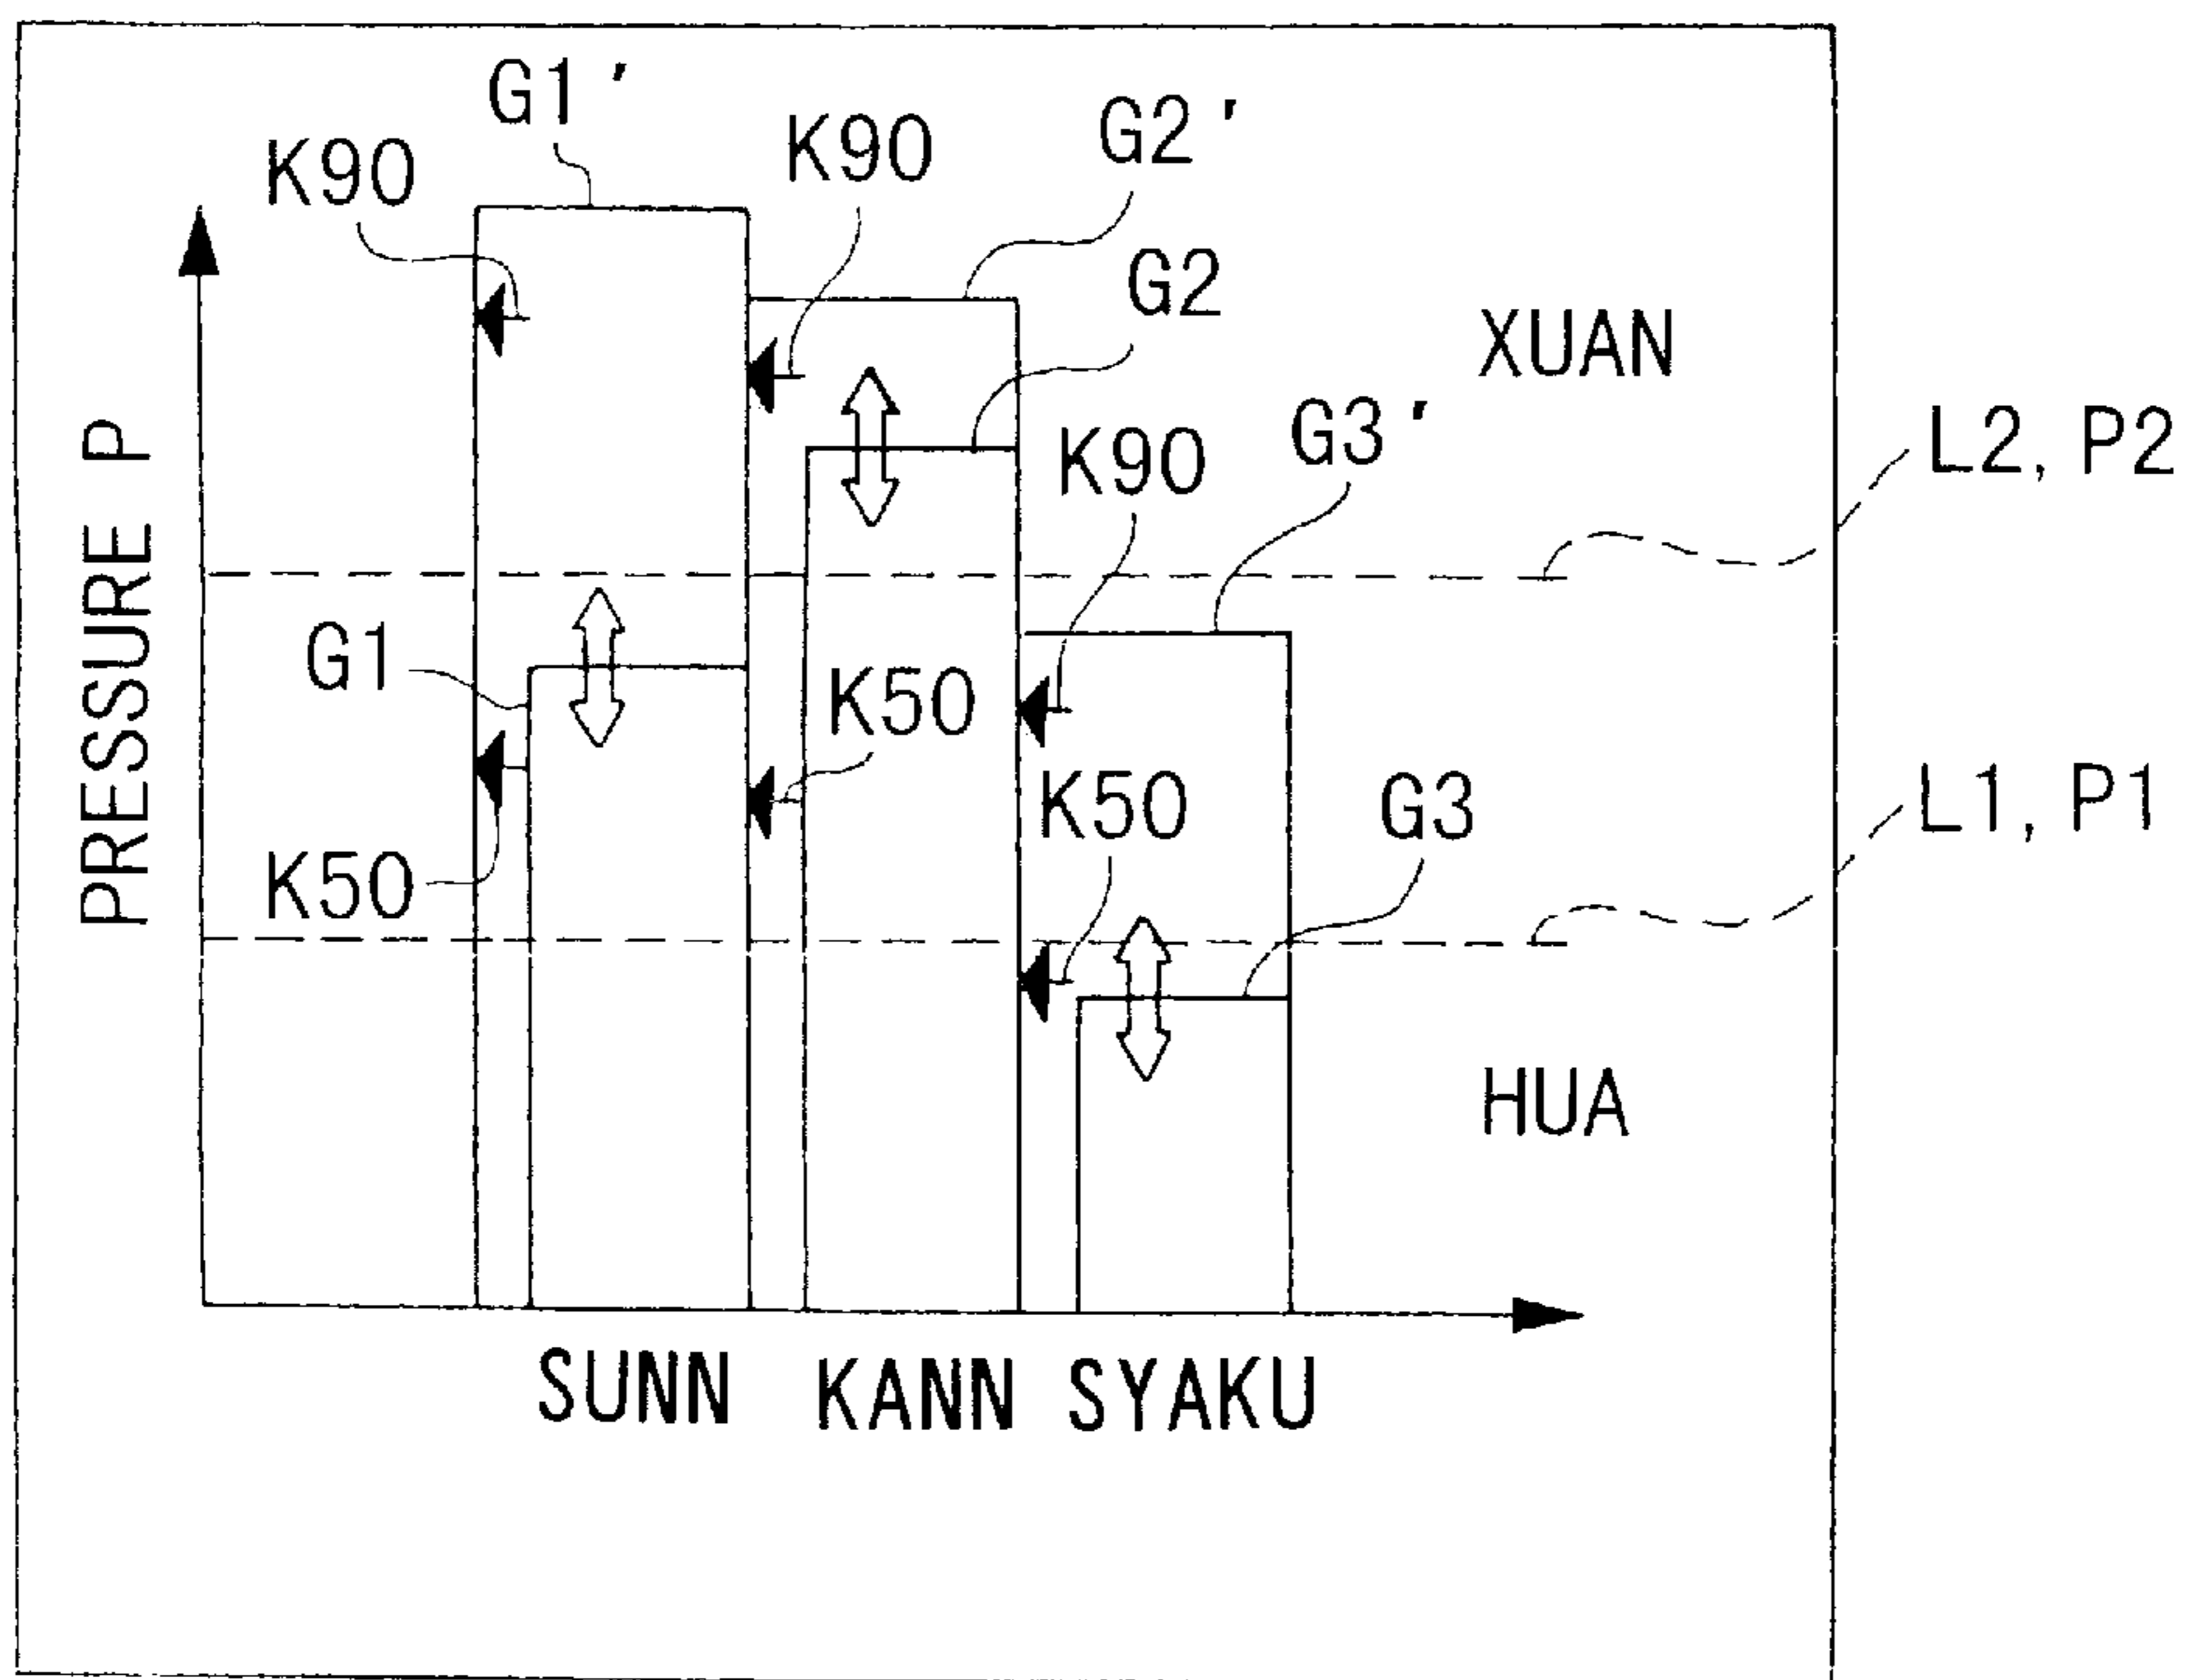 G1'
K90
K90
G2'
G2
XUAN
G3'
K90
L2, P2
PRESSURE P
G1
K50
K50
G3
L1, P1
K50
HUA
SUNN KANN SYAKU